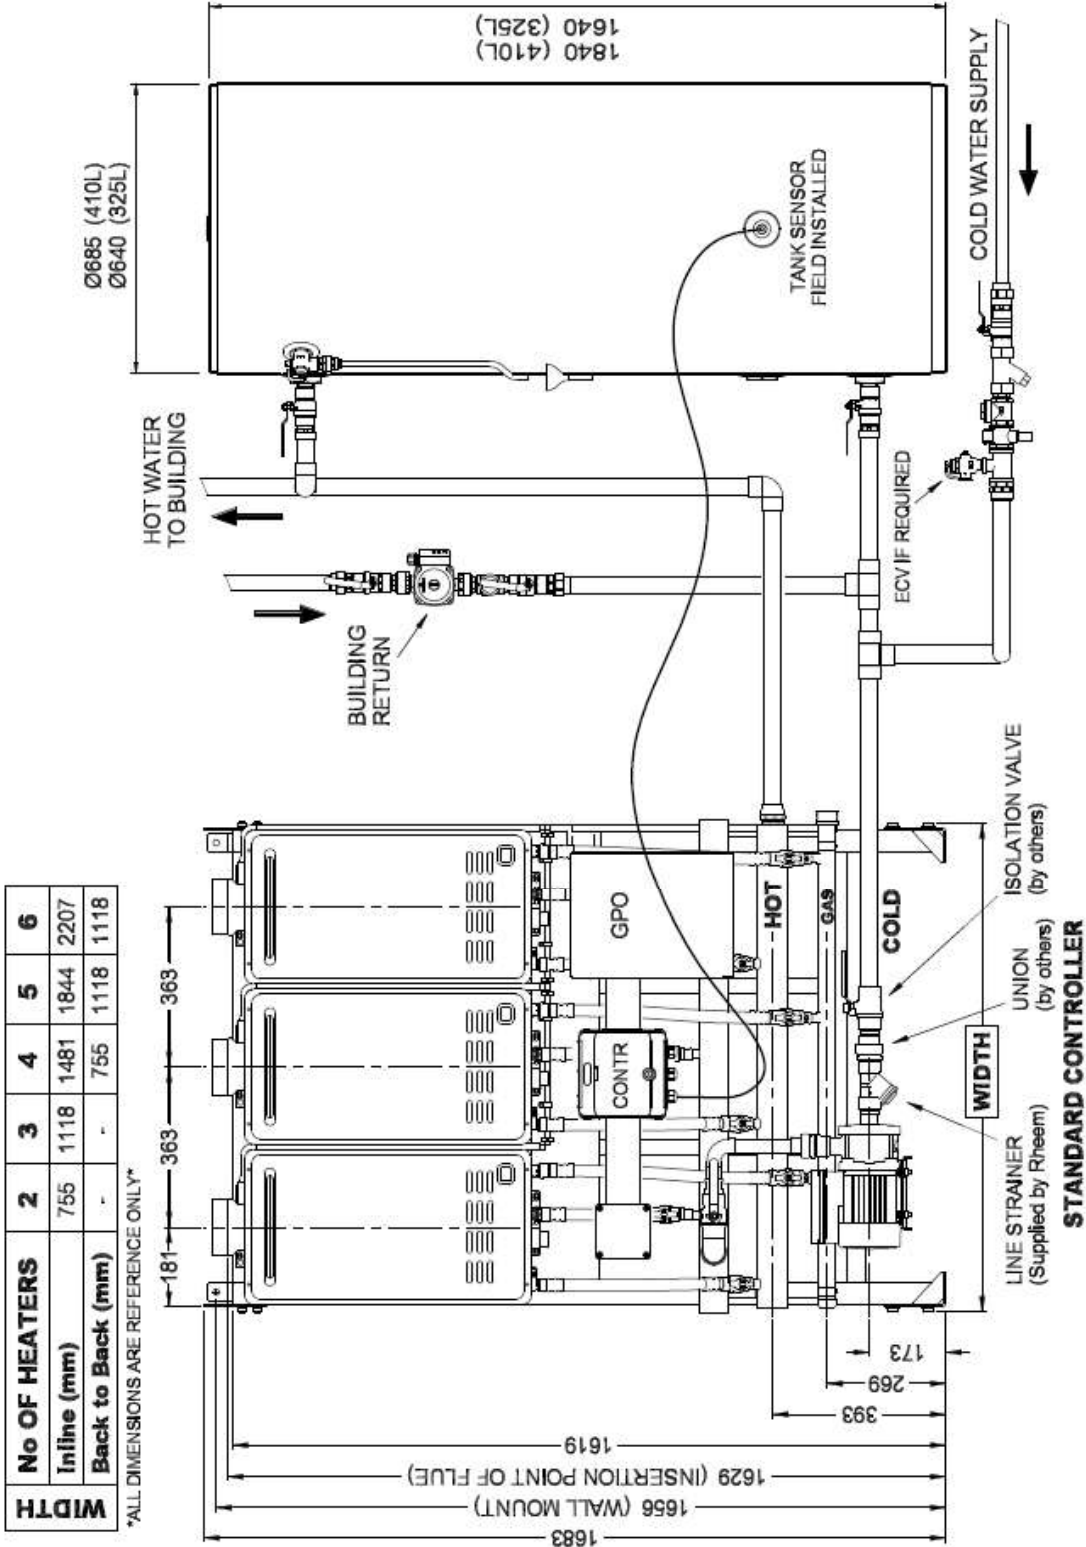 WIDTH
No OF HEATERS 2 3 4 5 6
Inline (mm) 755 1118 1481 1844 2207
Back to Back (mm) - - 755 1118 1118
*ALL DIMENSIONS ARE REFERENCE ONLY*
181
363
363
HOT WATER
TO BUILDING
BUILDING
RETURN
Ø685 (410L)
Ø640 (325L)
1840 (410L)
1640 (325L)
TANK SENSOR
FIELD INSTALLED
COLD WATER SUPPLY
ECV IF REQUIRED
GPO
CONTR
HOT
GAS
COLD
1683
1656 (WALL MOUNT)
1629 (INSERTION POINT OF FLUE)
1619
393
269
173
WIDTH
LINE STRAINER
(Supplied by Rheem)
UNION
(by others)
ISOLATION VALVE
(by others)
STANDARD CONTROLLER